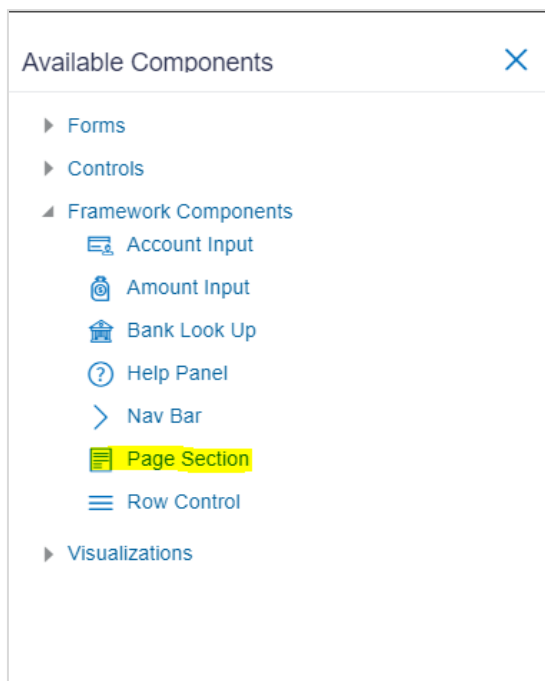 Available Components
Forms
Controls
Framework Components
Account Input
Amount Input
Bank Look Up
Help Panel
Nav Bar
Page Section
Row Control
Visualizations